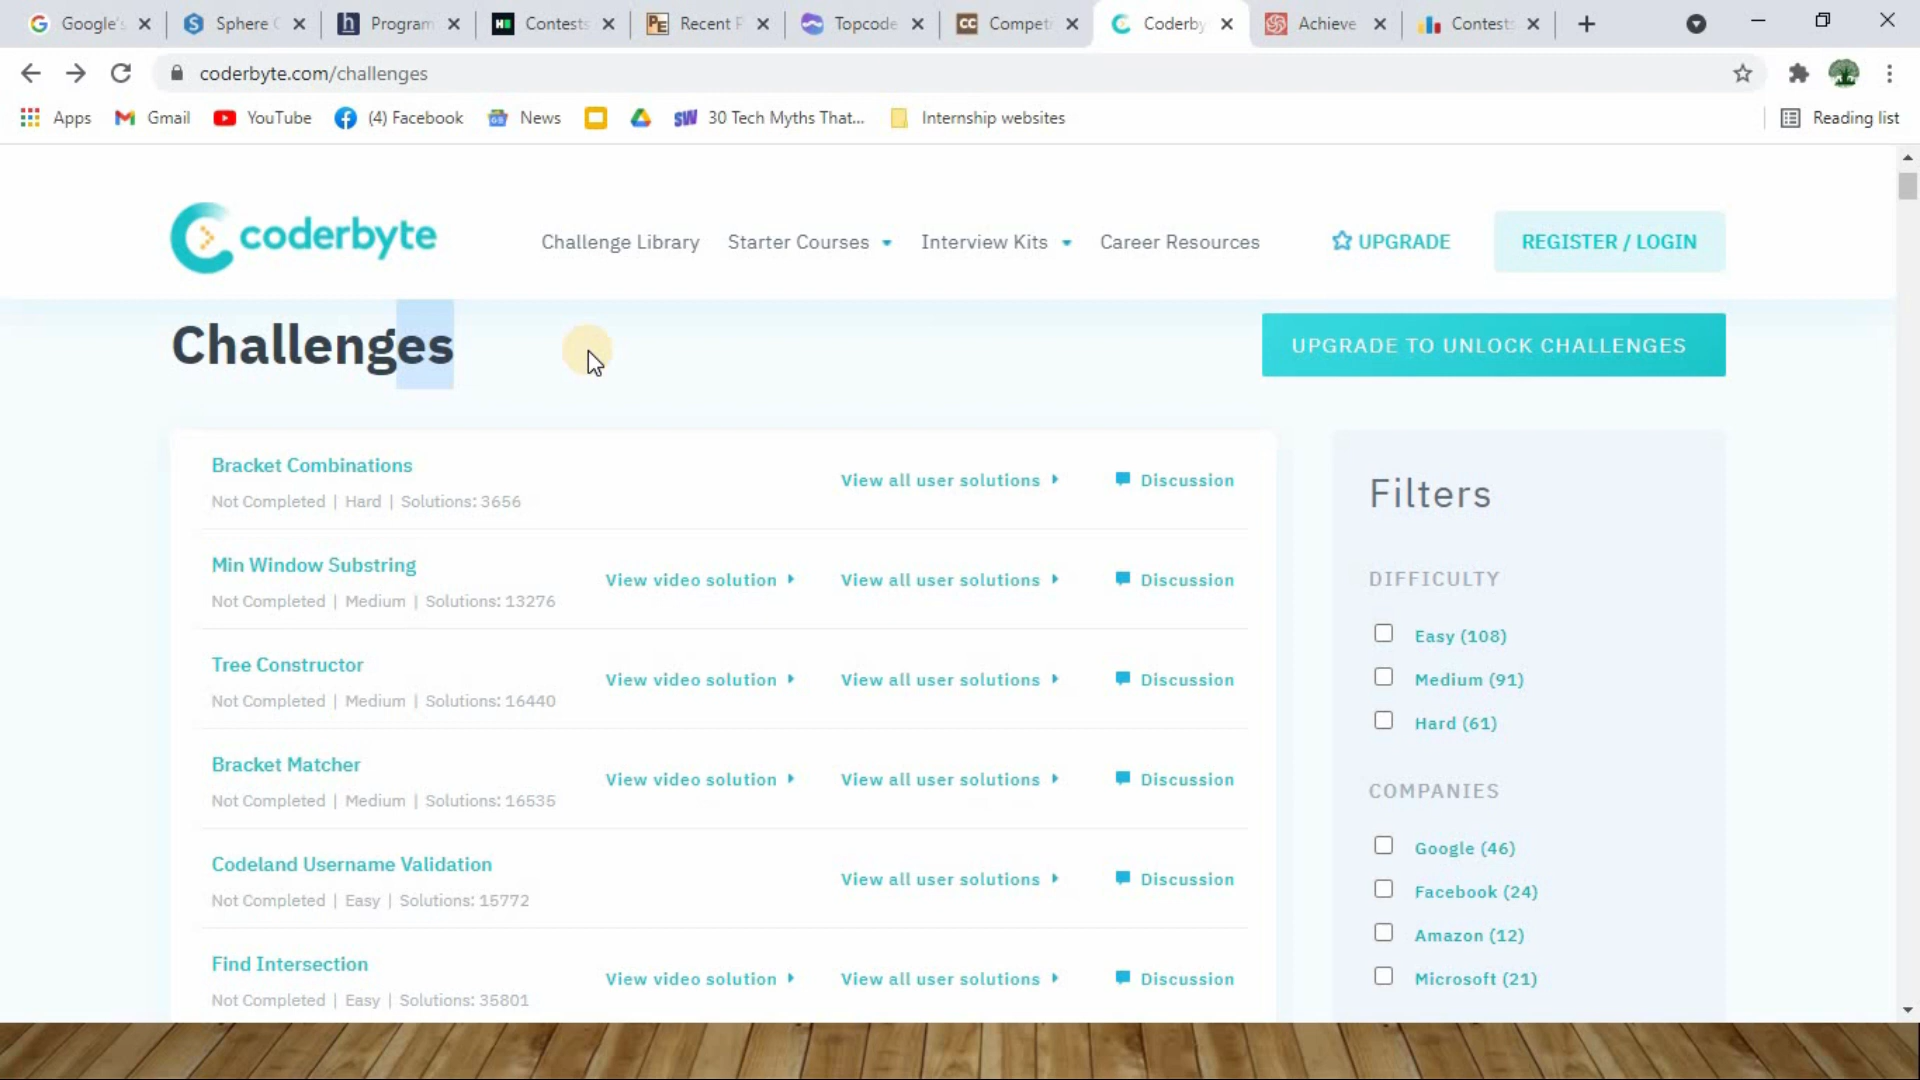 Google's
Sphere
Program
Contests
Recent P
Topcode
Competi
Coderby
Achieve
Contests
coderbyte.com/challenges
Apps
Gmail
YouTube
(4) Facebook
News
30 Tech Myths That...
Internship websites
Reading list
coderbyte
Challenge Library
Starter Courses
Interview Kits
Career Resources
UPGRADE
REGISTER / LOGIN
Challenges
UPGRADE TO UNLOCK CHALLENGES
Bracket Combinations
Not Completed | Hard | Solutions: 3656
View all user solutions
Discussion
Min Window Substring
Not Completed | Medium | Solutions: 13276
View video solution
View all user solutions
Discussion
Tree Constructor
Not Completed | Medium | Solutions: 16440
View video solution
View all user solutions
Discussion
Bracket Matcher
Not Completed | Medium | Solutions: 16535
View video solution
View all user solutions
Discussion
Codeland Username Validation
Not Completed | Easy | Solutions: 15772
View all user solutions
Discussion
Find Intersection
Not Completed | Easy | Solutions: 35801
View video solution
View all user solutions
Discussion
Filters
DIFFICULTY
Easy (108)
Medium (91)
Hard (61)
COMPANIES
Google (46)
Facebook (24)
Amazon (12)
Microsoft (21)